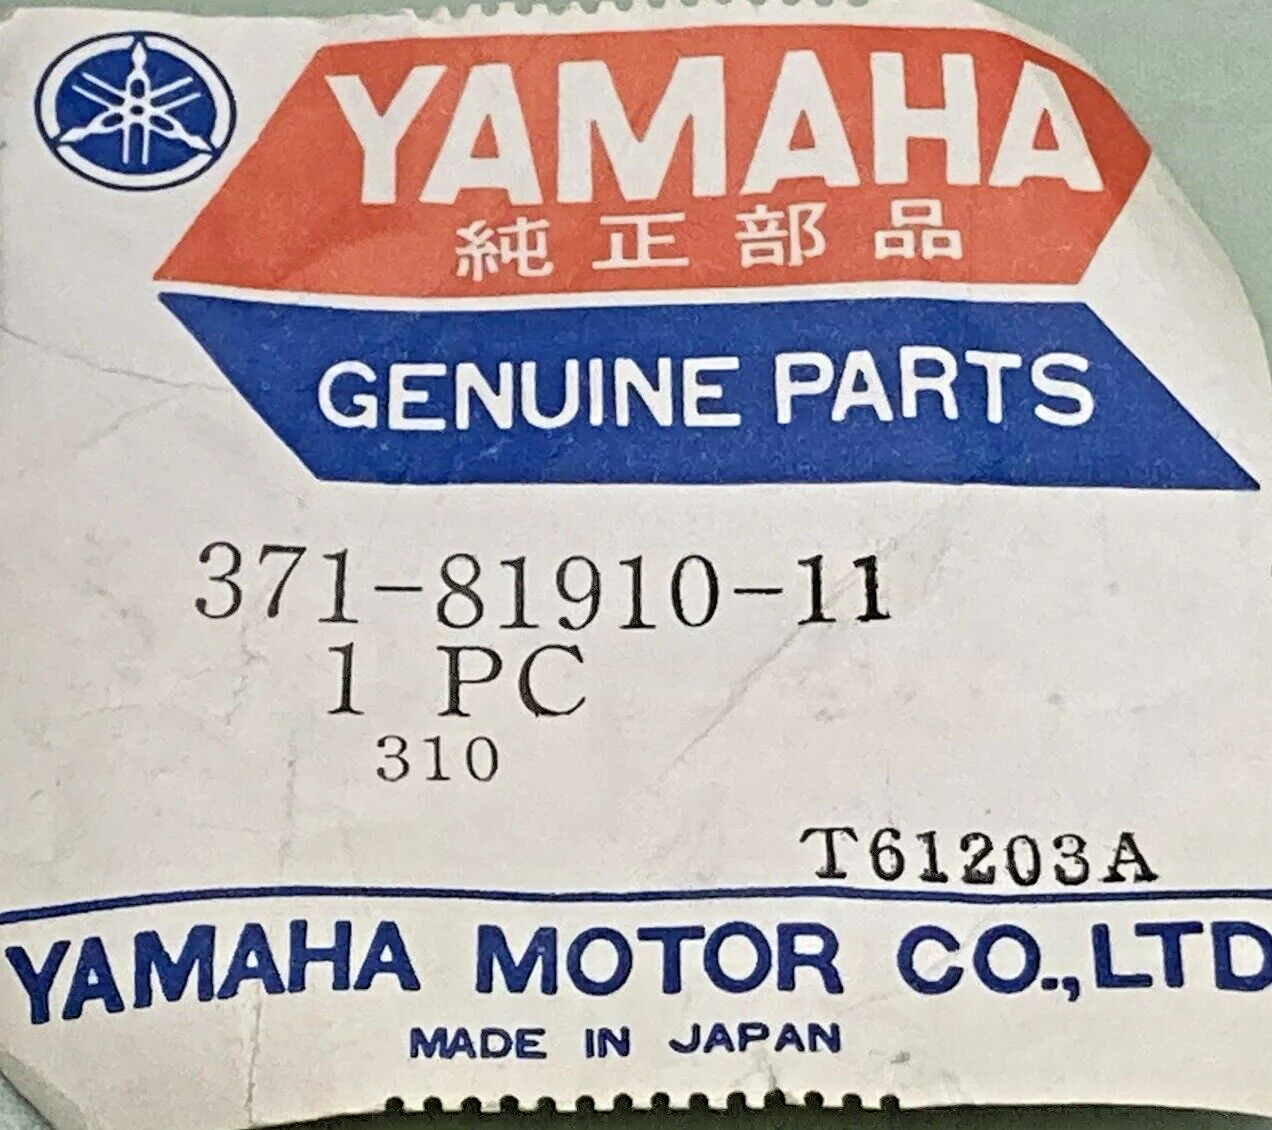 YAMAHA
純正部品
GENUINE PARTS
371-81910-11
1 PC
310
T61203A
YAMAHA MOTOR CO.,LTD
MADE IN JAPAN